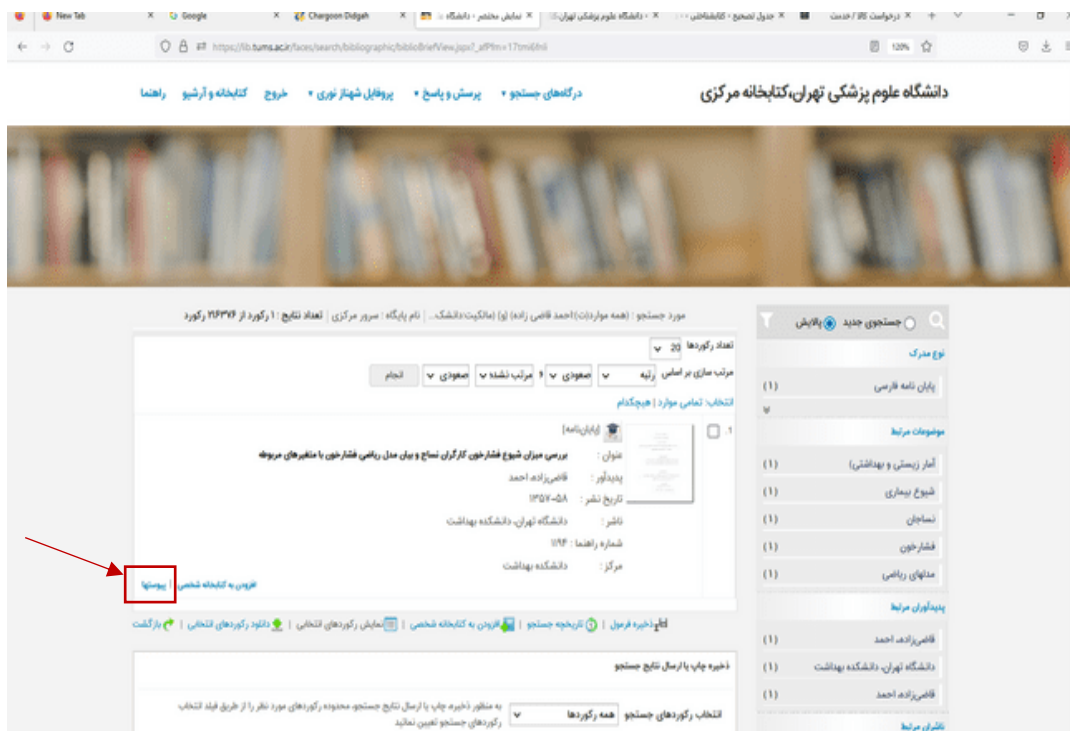 New Tab
Google
Chargoon Didgah
نمایش مختصر - دانشگاه
دانشگاه علوم پزشکی تهران
جدول تصحیح - کتابشناختی
درخواست کالا / خدمت
https://lib.tums.ac.ir/faces/search/bibliographic/biblioBriefView.jspx?_afPfm=
120%
دانشگاه علوم پزشکی تهران،کتابخانه مرکزی
درگاههای جستجو
پرسش و پاسخ
پروفایل شهناز نوری
خروج
کتابخانه و آرشیو
راهنما
جستجوی جدید
پالایش
نوع مدرک
پایان نامه فارسی (1)
موضوعات مرتبط
آمار زیستی و بهداشتی) (1)
شیوع بیماری (1)
نساجان (1)
فشار خون (1)
مدلهای ریاضی (1)
پدیدآوران مرتبط
قاضی‌زاده، احمد (1)
دانشگاه تهران، دانشکده بهداشت (1)
قاضی‌زاده، احمد (1)
ناشران مرتبط
مورد جستجو : (همه موارد(ت) احمد قاضی زاده) (و) (مالکیت:دانشک... | نام پایگاه : سرور مرکزی | تعداد نتایج : ۱ رکورد از ۲۱۶۳۷۶ رکورد
تعداد رکوردها 20
مرتب سازی بر اساس رتبه صعودی و مرتب نشده صعودی انجام
انتخاب: تمامی موارد | هیچکدام
1. [پایان‌نامه]
عنوان : بررسی میزان شیوع فشار خون کارگران نساج و بیان مدل ریاضی فشار خون با متغیرهای مربوطه
پدیدآور : قاضی‌زاده، احمد
تاریخ نشر : ۱۳۵۷-۵۸
ناشر : دانشگاه تهران، دانشکده بهداشت
شماره راهنما : ۱۱۹۴
مرکز : دانشکده بهداشت
افزودن به کتابخانه شخصی | پیوستها
ذخیره فرمول | تاریخچه جستجو | افزودن به کتابخانه شخصی | نمایش رکوردهای انتخابی | دانلود رکوردهای انتخابی | بازگشت
ذخیره چاپ یا ارسال نتایج جستجو
انتخاب رکوردهای جستجو همه رکوردها
به منظور ذخیره، چاپ یا ارسال نتایج جستجو، محدوده رکوردهای مورد نظر را از طریق فیلد انتخاب
رکوردهای جستجو تعیین نمائید